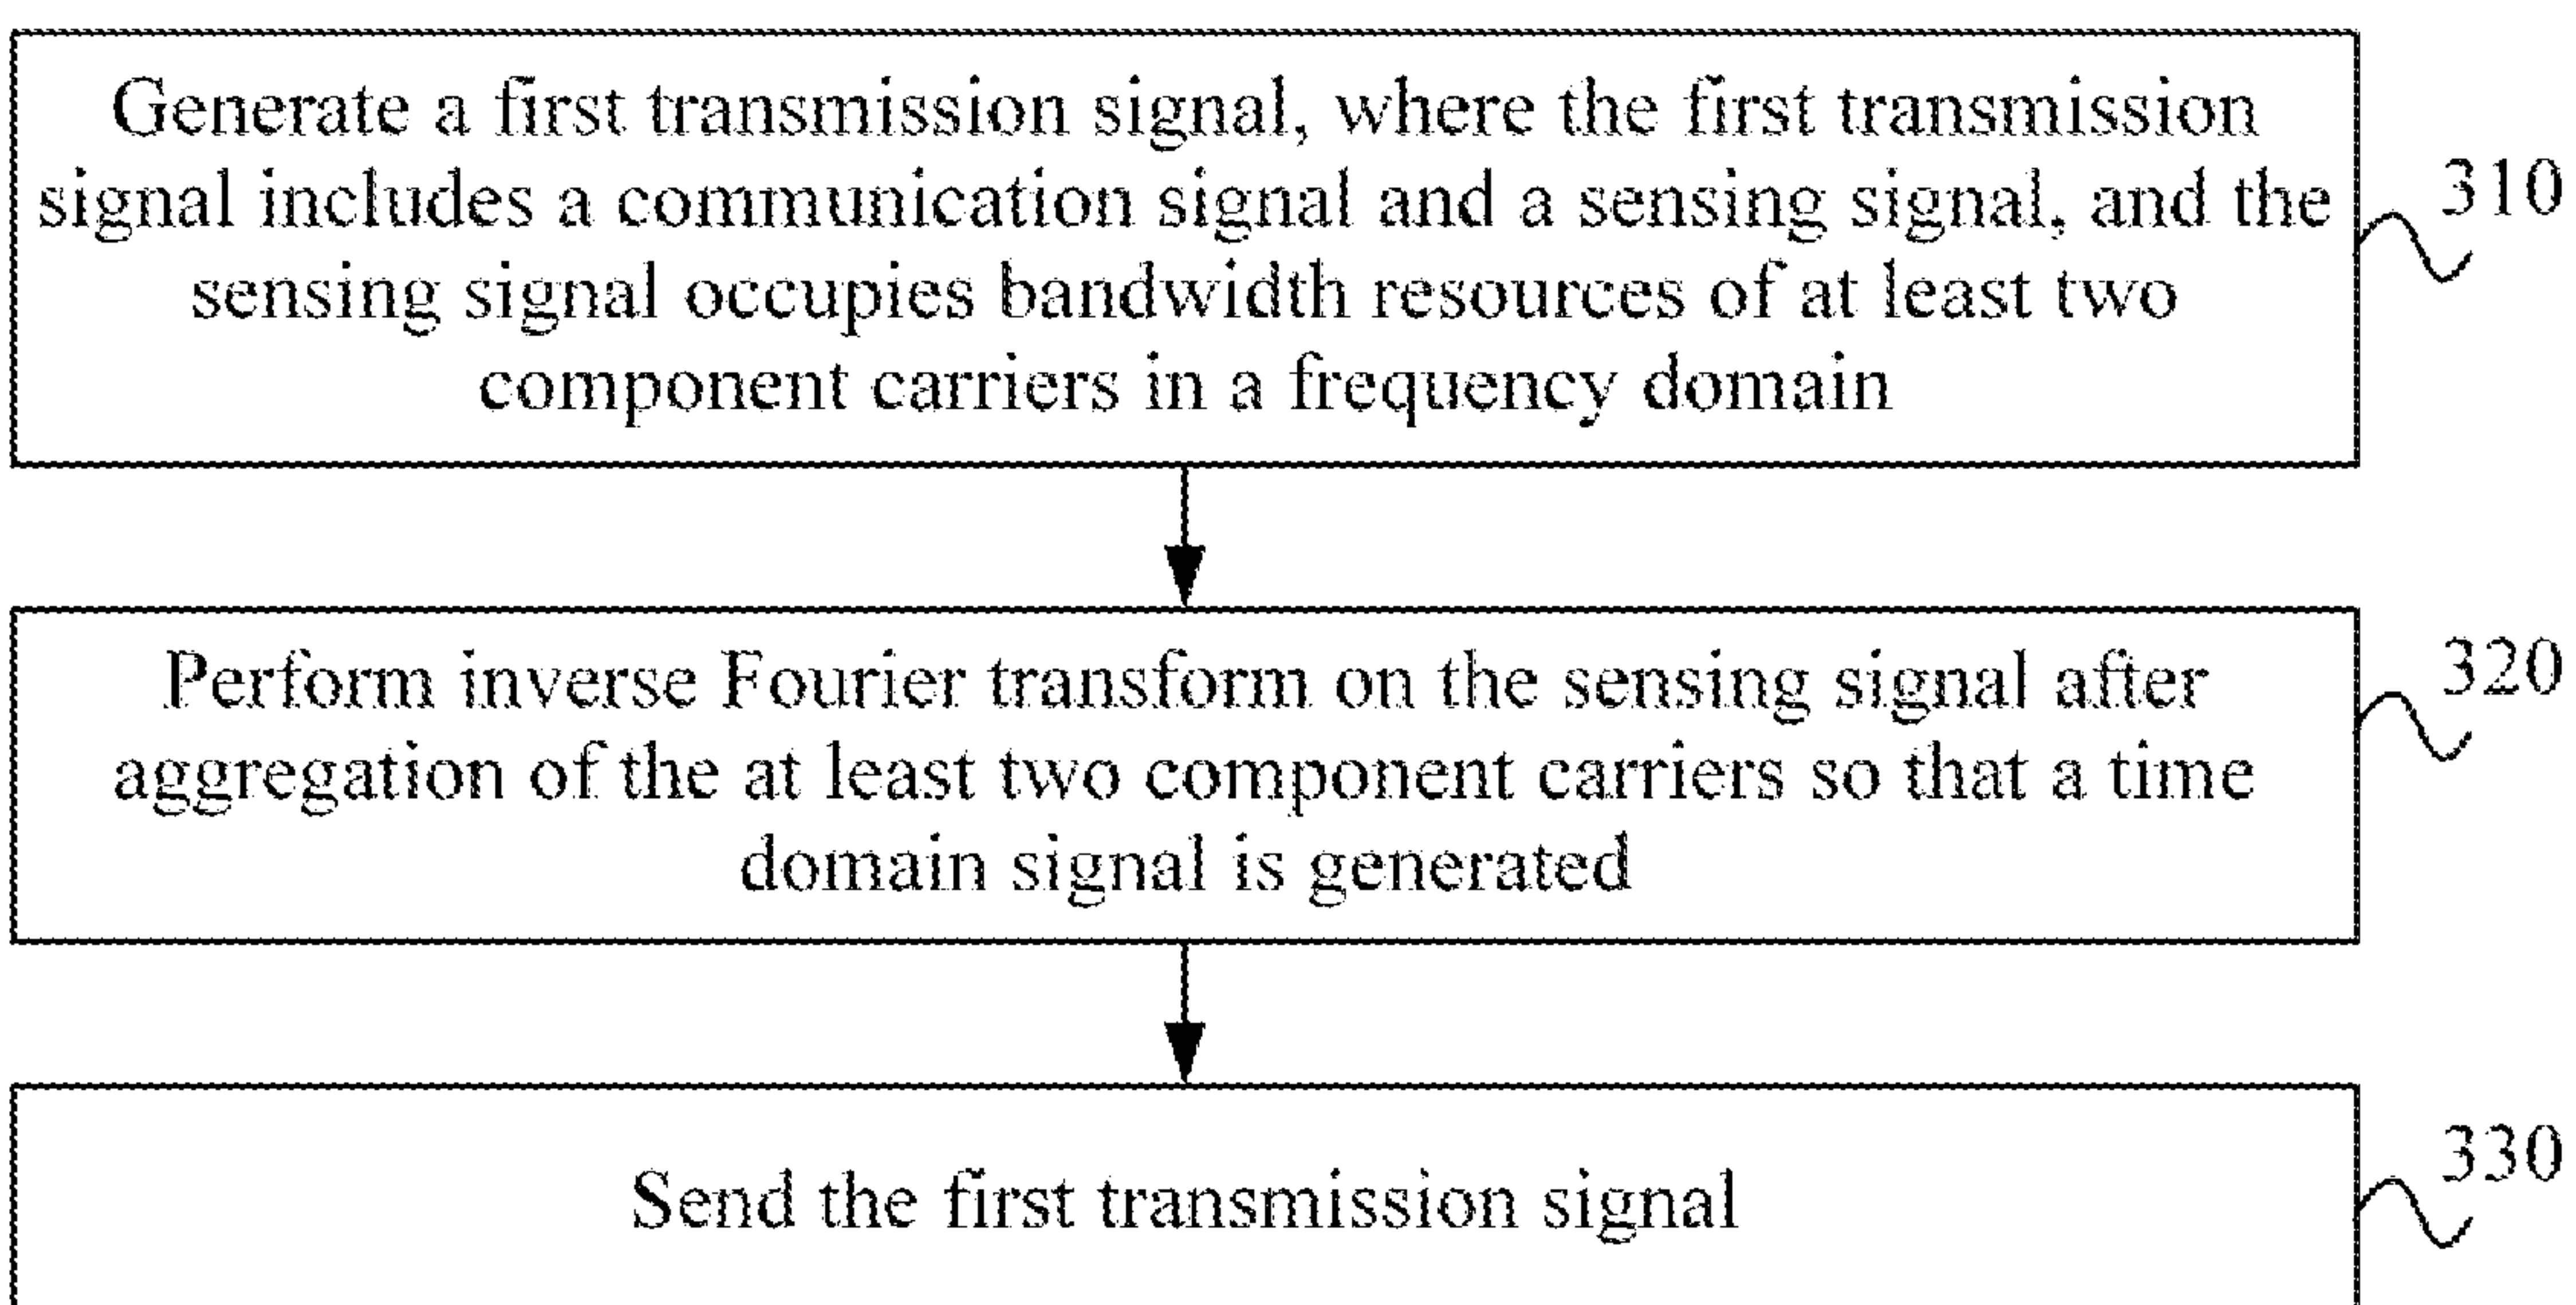 Generate a first transmission signal, where the first transmission
signal includes a communication signal and a sensing signal, and the
sensing signal occupies bandwidth resources of at least two
component carriers in a frequency domain
310
Perform inverse Fourier transform on the sensing signal after
aggregation of the at least two component carriers so that a time
domain signal is generated
320
Send the first transmission signal
330